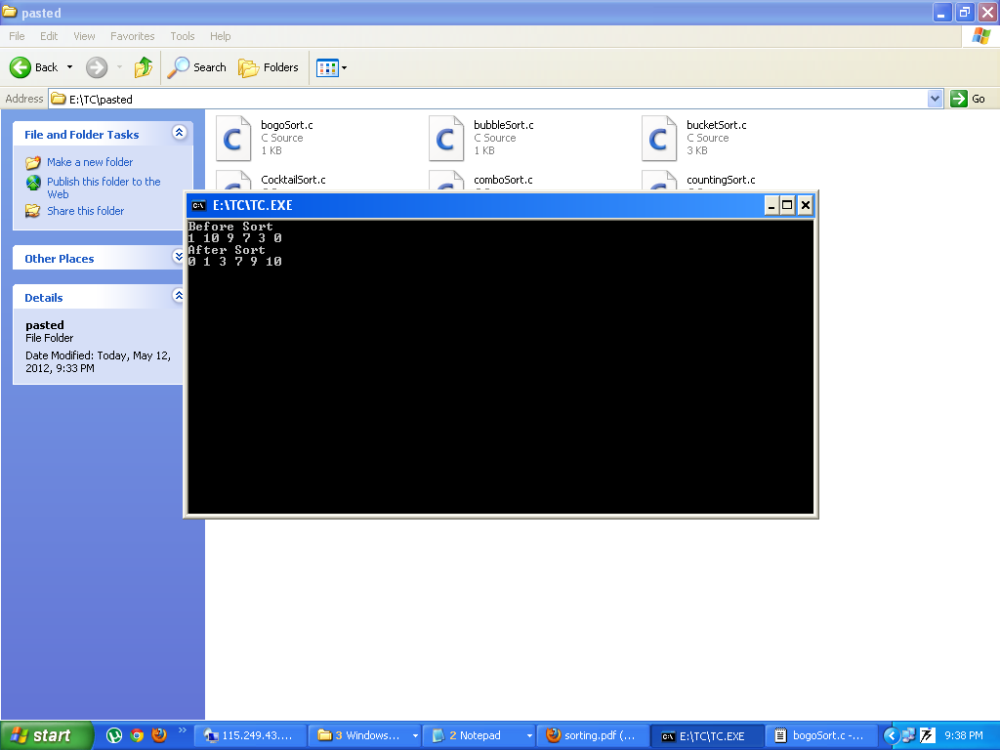 pasted
File Edit View Favorites Tools Help
Back Search Folders
Address E:\TC\pasted Go
File and Folder Tasks
Make a new folder
Publish this folder to the
Web
Share this folder
Other Places
Details
pasted
File Folder
Date Modified: Today, May 12,
2012, 9:33 PM
bogoSort.c
C Source
1 KB
bubbleSort.c
C Source
1 KB
bucketSort.c
C Source
3 KB
CocktailSort.c
comboSort.c
countingSort.c
E:\TC\TC.EXE
Before Sort
1 10 9 7 3 0
After Sort
0 1 3 7 9 10
start 115.249.43.... 3 Windows... 2 Notepad sorting.pdf (... E:\TC\TC.EXE bogoSort.c -... 9:38 PM